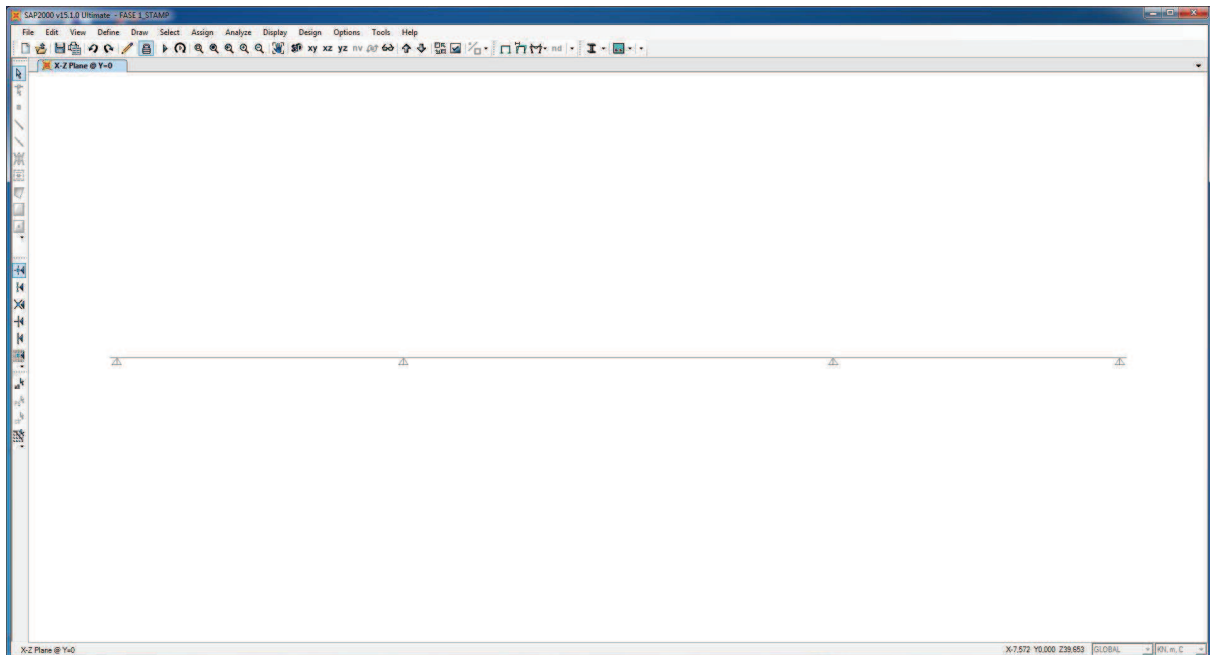 SAP2000 v15.1.0 Ultimate - FASE 1_STAMP
File Edit View Define Draw Select Assign Analyze Display Design Options Tools Help
xy xz yz nv nd
X-Z Plane @ Y=0
X-Z Plane @ Y=0 X-7,572 Y0,000 Z39,653 GLOBAL KN, m, C